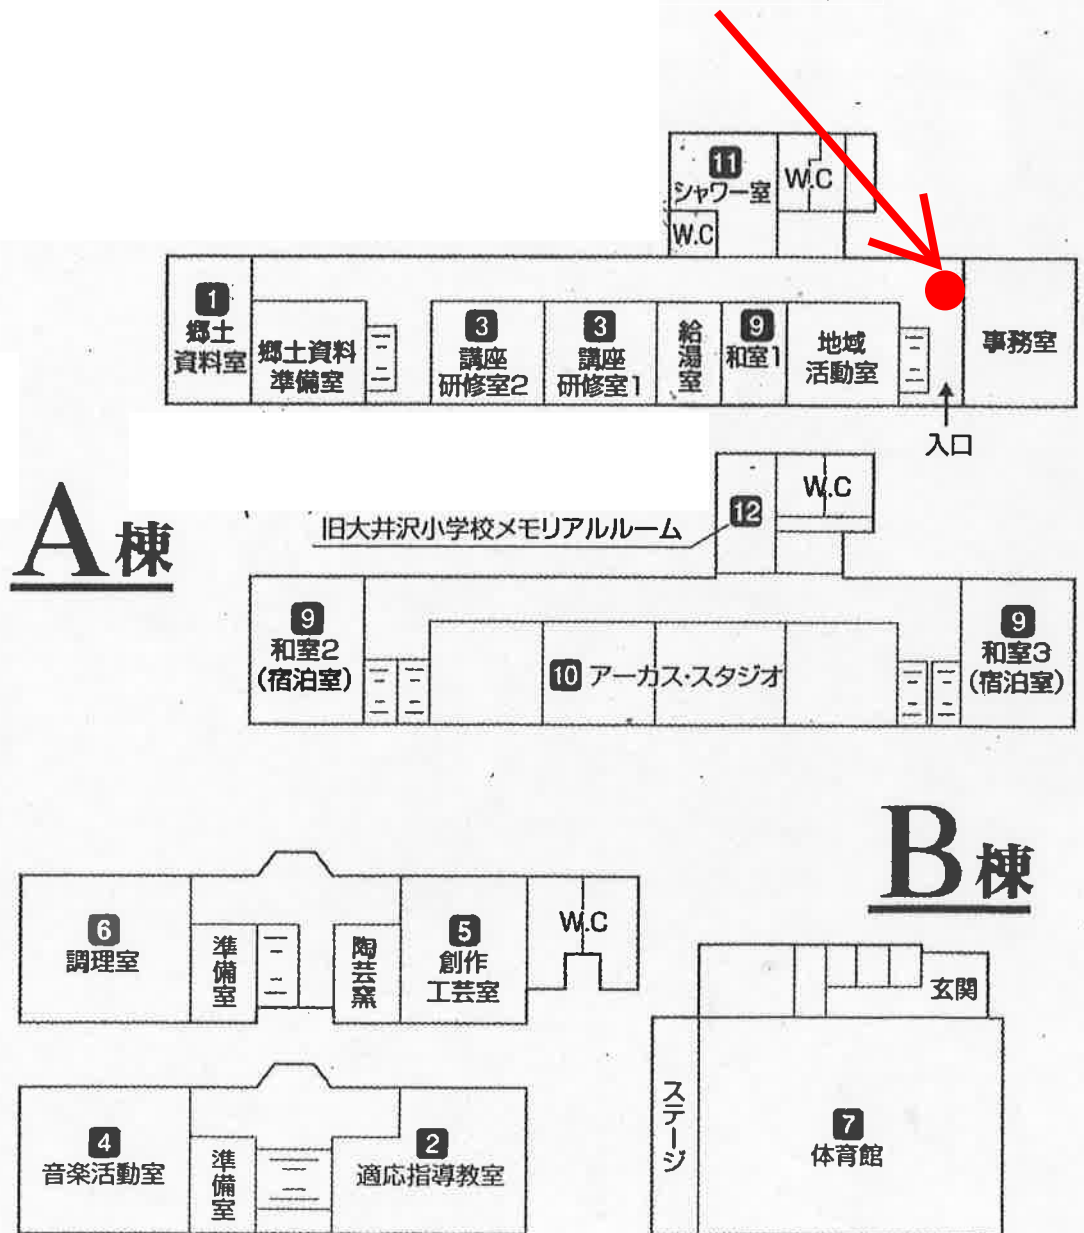 11
シャワー室
W.C
W.C
1
郷土
資料室
郷土資料
準備室
3
講座
研修室2
3
講座
研修室1
給湯室
9
和室1
地域
活動室
事務室
入口
A棟
旧大井沢小学校メモリアルルーム
12
W.C
9
和室2
(宿泊室)
10 アーカス・スタジオ
9
和室3
(宿泊室)
B棟
6
調理室
準備室
陶芸窯
5
創作
工芸室
W.C
玄関
4
音楽活動室
準備室
2
適応指導教室
ステージ
7
体育館